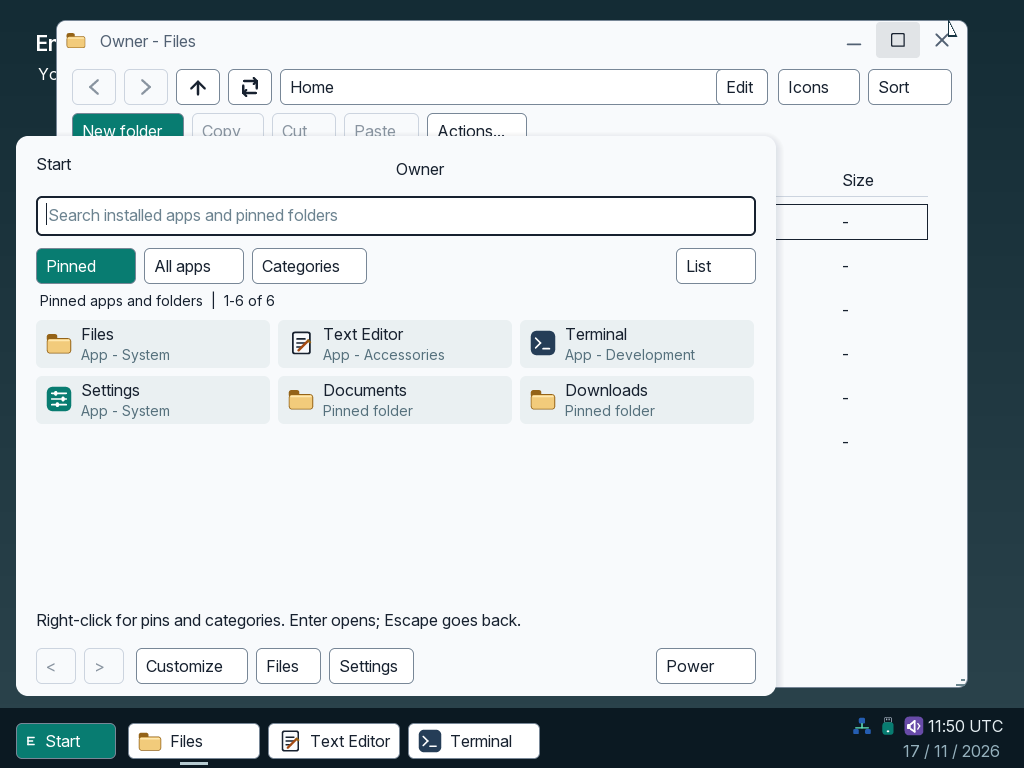 Owner - Files
Home
Edit
Icons
Sort
New folder
Copy
Cut
Paste
Actions...
Start
Owner
Size
Search installed apps and pinned folders
-
Pinned
All apps
Categories
List
-
Pinned apps and folders | 1-6 of 6
-
Files
App - System
Text Editor
App - Accessories
Terminal
App - Development
-
Settings
App - System
Documents
Pinned folder
Downloads
Pinned folder
-
-
Right-click for pins and categories. Enter opens; Escape goes back.
<
>
Customize
Files
Settings
Power
E Start
Files
Text Editor
Terminal
11:50 UTC
17 / 11 / 2026